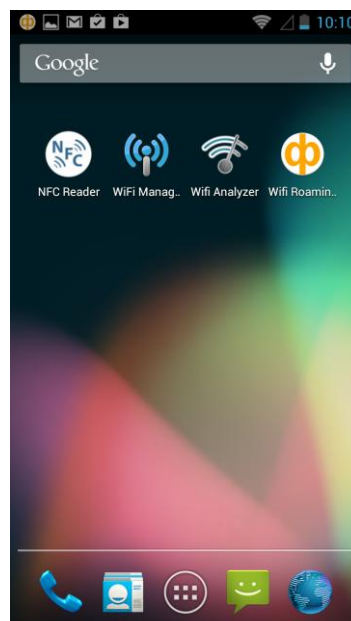 10:10
Google
NFC
NFC Reader
WiFi Manag..
Wifi Analyzer
Wifi Roamin..